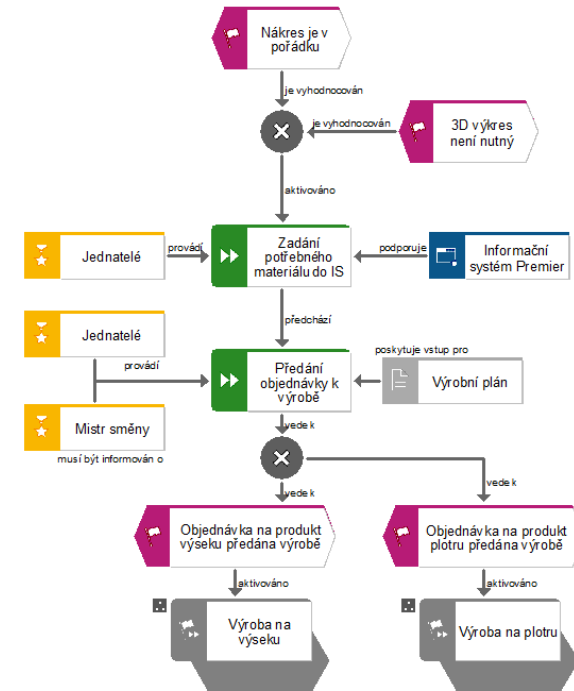 Nákres je v
pořádku
je vyhodnocován
je vyhodnocován
3D výkres
není nutný
aktivováno
Jednatelé
provádí
Zadání
potřebného
materiálu do IS
podporuje
Informační
systém Premier
předchází
Jednatelé
provádí
Předání
objednávky k
výrobě
poskytuje vstup pro
Výrobní plán
Mistr směny
musí být informován o
vede k
vede k
vede k
Objednávka na produkt
výseku předána výrobě
Objednávka na produkt
plotru předána výrobě
aktivováno
aktivováno
Výroba na
výseku
Výroba na plotru